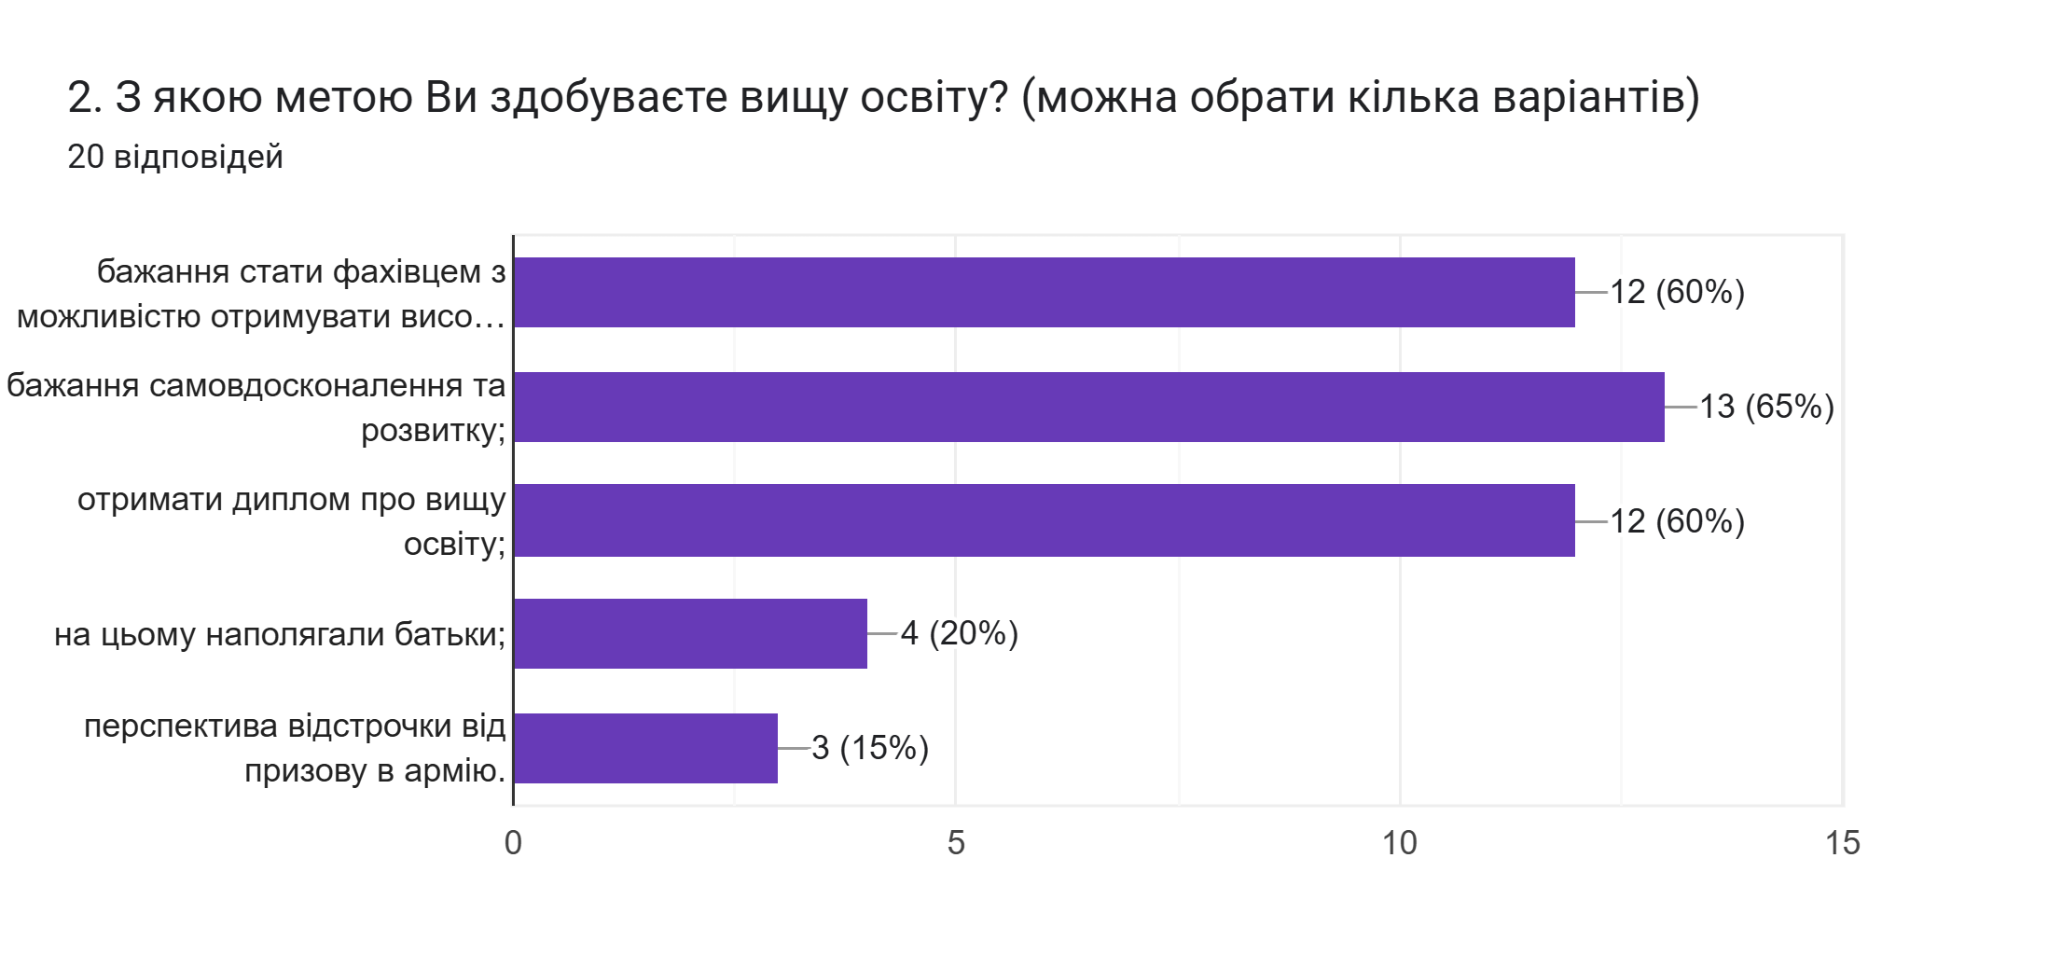 2. З якою метою Ви здобуваєте вищу освіту? (можна обрати кілька варіантів)
20 відповідей
бажання стати фахівцем з
можливістю отримувати висо…
12 (60%)
бажання самовдосконалення та
розвитку;
13 (65%)
отримати диплом про вищу
освіту;
12 (60%)
на цьому наполягали батьки;
4 (20%)
перспектива відстрочки від
призову в армію.
3 (15%)
0 5 10 15